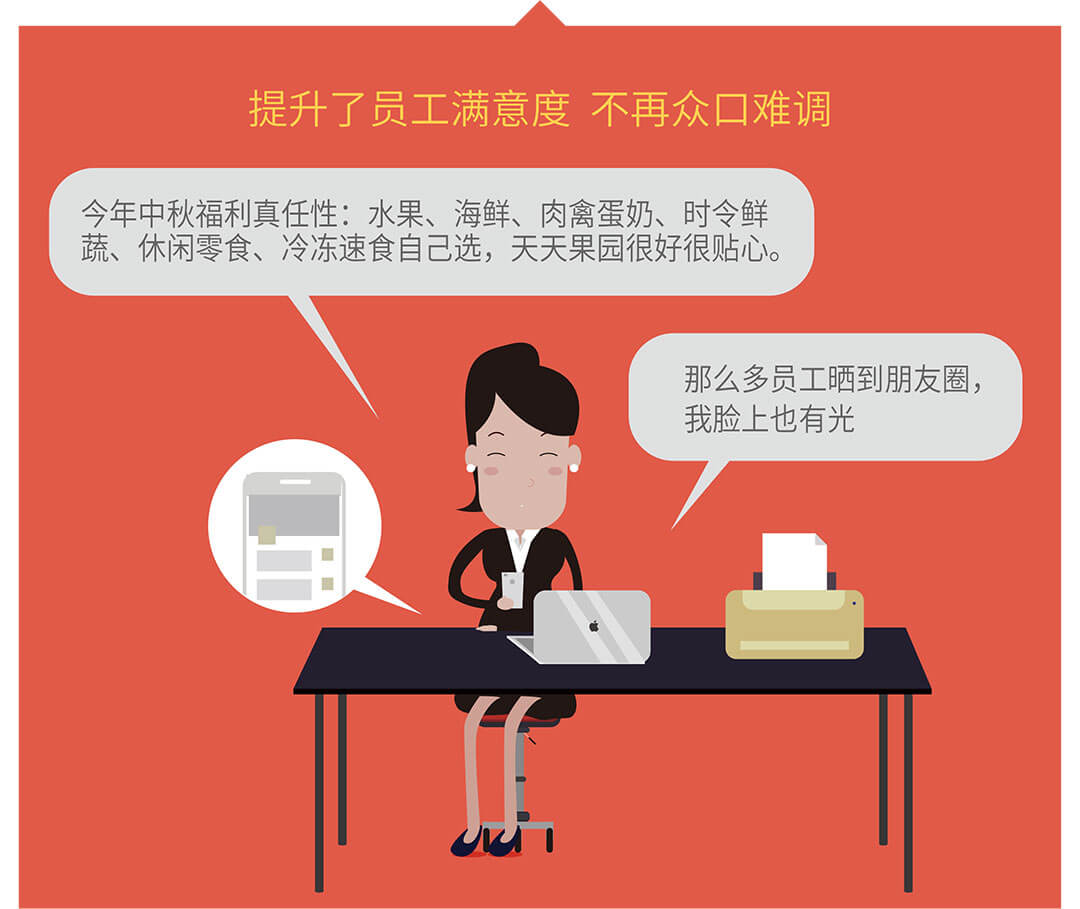 提升了员工满意度 不再众口难调
今年中秋福利真任性：水果、海鲜、肉禽蛋奶、时令鲜
蔬、休闲零食、冷冻速食自己选，天天果园很好很贴心。
那么多员工晒到朋友圈，
我脸上也有光